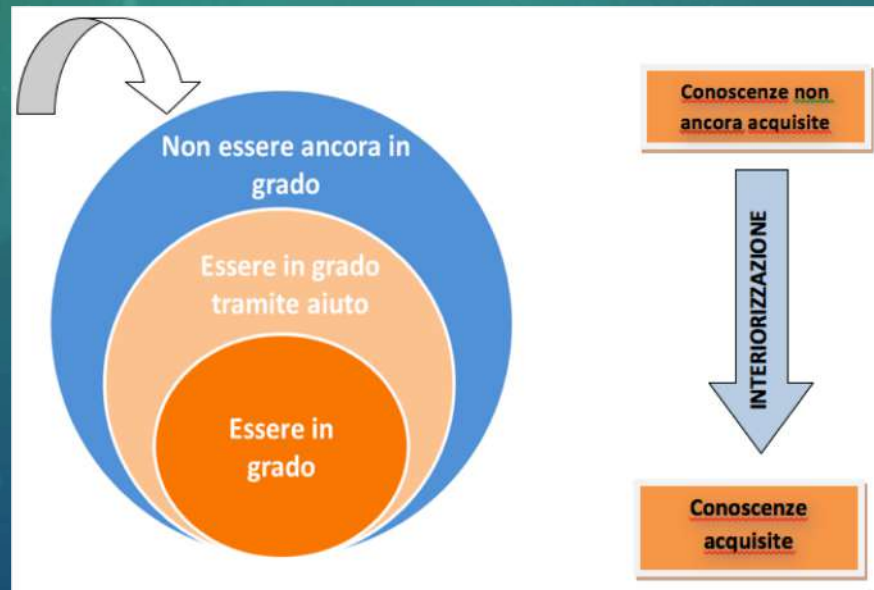 Non essere ancora in
grado
Essere in grado
tramite aiuto
Essere in
grado
Conoscenze non
ancora acquisite
INTERIORIZZAZIONE
Conoscenze
acquisite